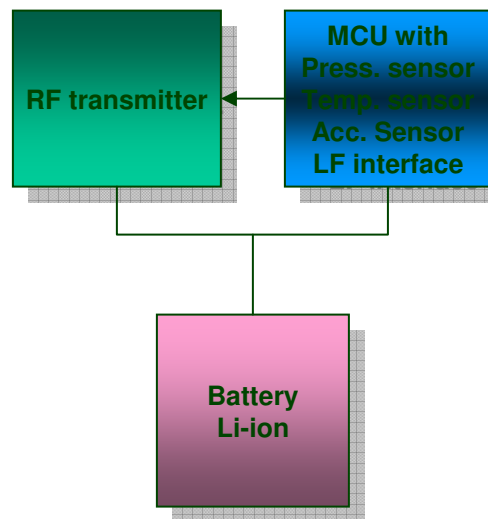 RF transmitter
MCU with
Press. sensor
Temp. sensor
Acc. Sensor
LF interface
Battery
Li-ion